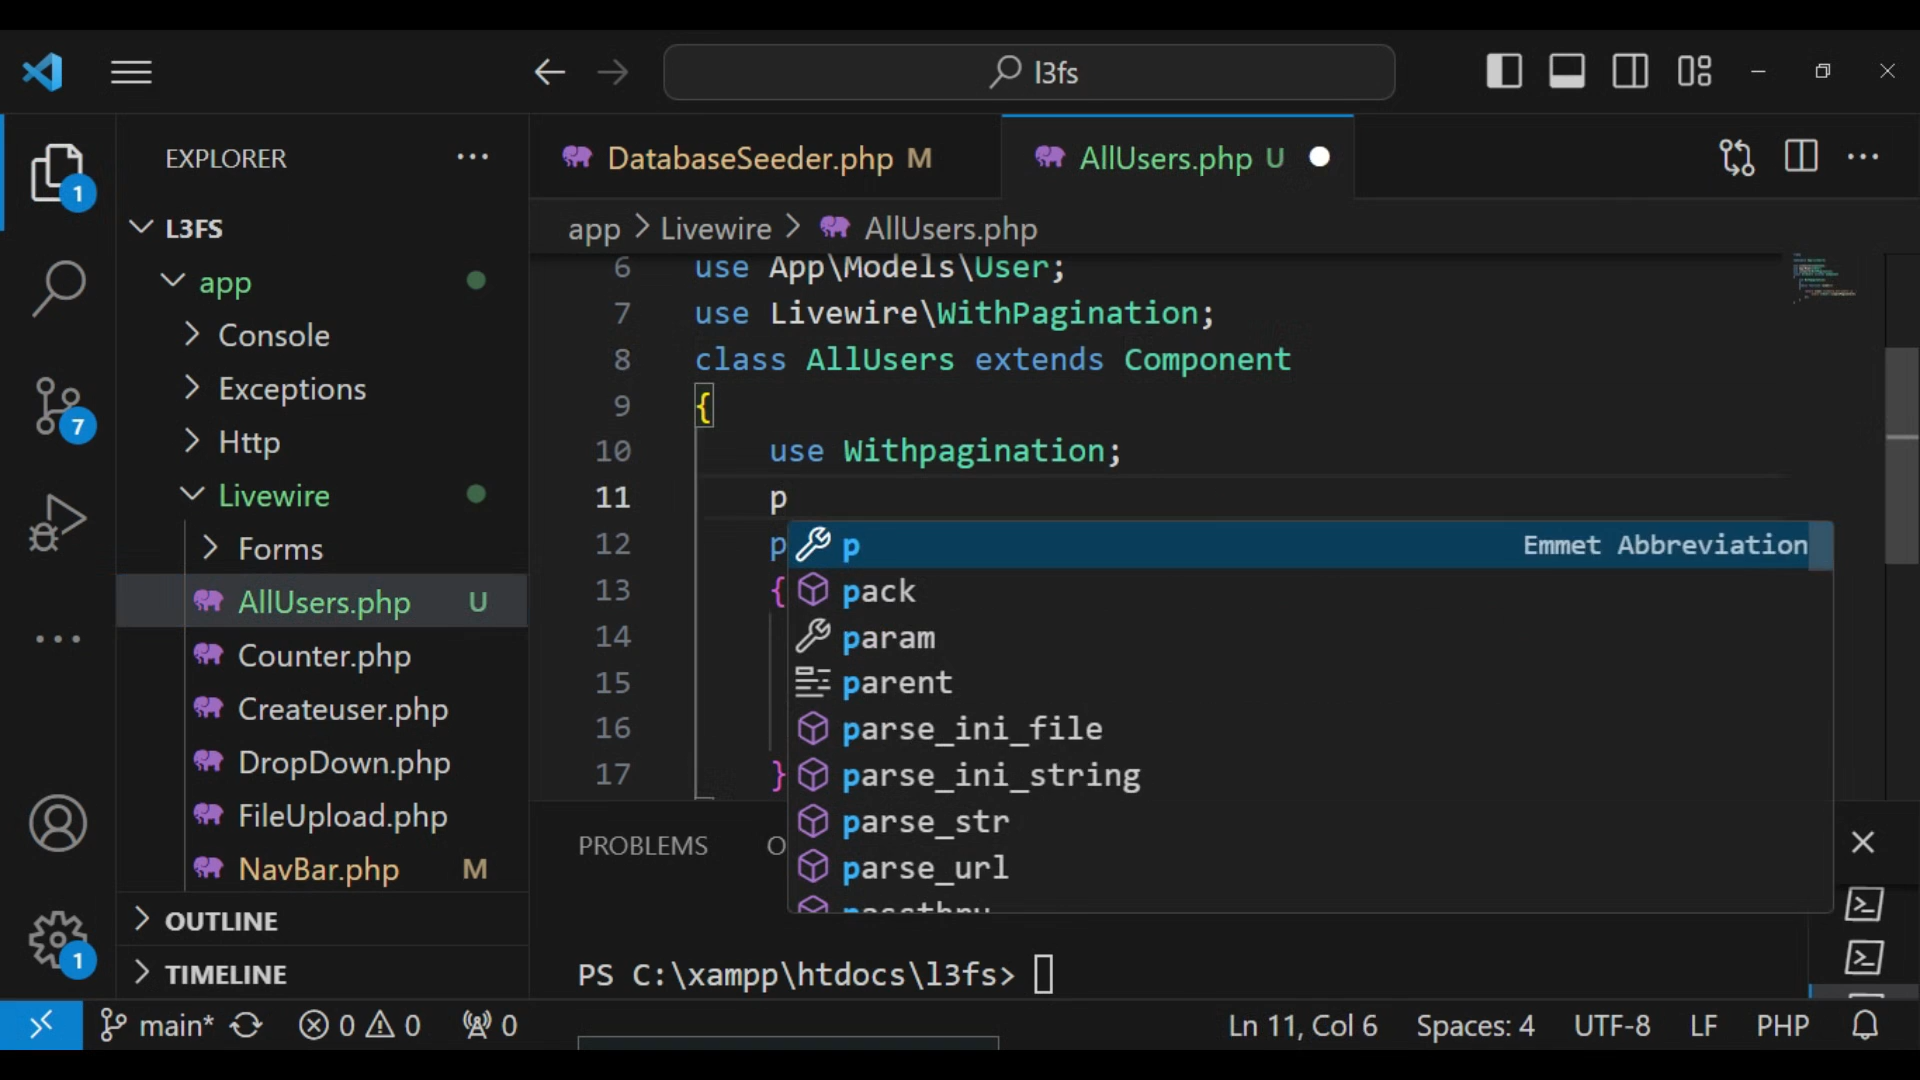 l3fs
EXPLORER
DatabaseSeeder.php M
AllUsers.php U
1
L3FS
app > Livewire > AllUsers.php
app
Console
Exceptions
Http
Livewire
Forms
AllUsers.php U
Counter.php
Createuser.php
DropDown.php
FileUpload.php
NavBar.php M
OUTLINE
TIMELINE
7
1
6 use App\Models\User;
7 use Livewire\WithPagination;
8 class AllUsers extends Component
9 {
10 use Withpagination;
11 p
12 p
13 {
14
15
16
17 }
p Emmet Abbreviation
pack
param
parent
parse_ini_file
parse_ini_string
parse_str
parse_url
passthru
PROBLEMS O
PS C:\xampp\htdocs\l3fs>
main* 0 0 0
Ln 11, Col 6 Spaces: 4 UTF-8 LF PHP